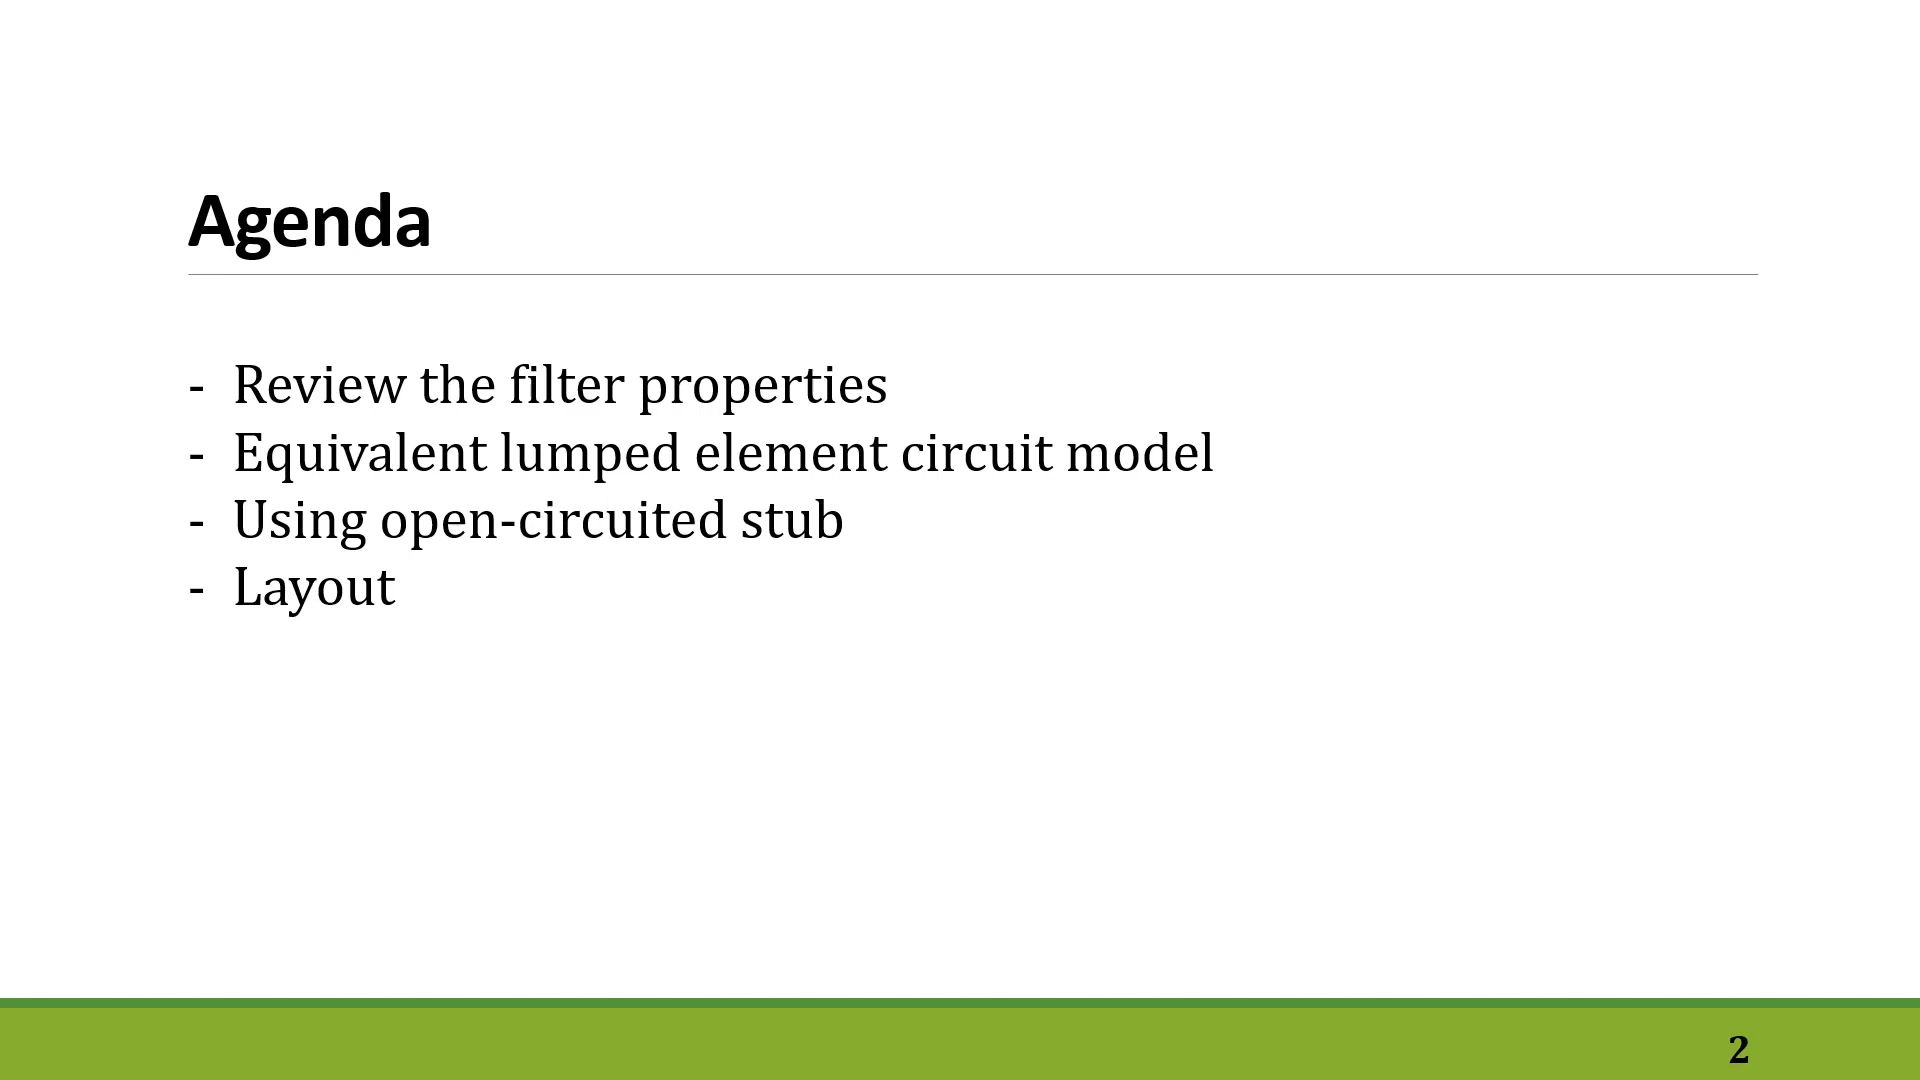 Agenda
- Review the filter properties
- Equivalent lumped element circuit model
- Using open-circuited stub
- Layout
2